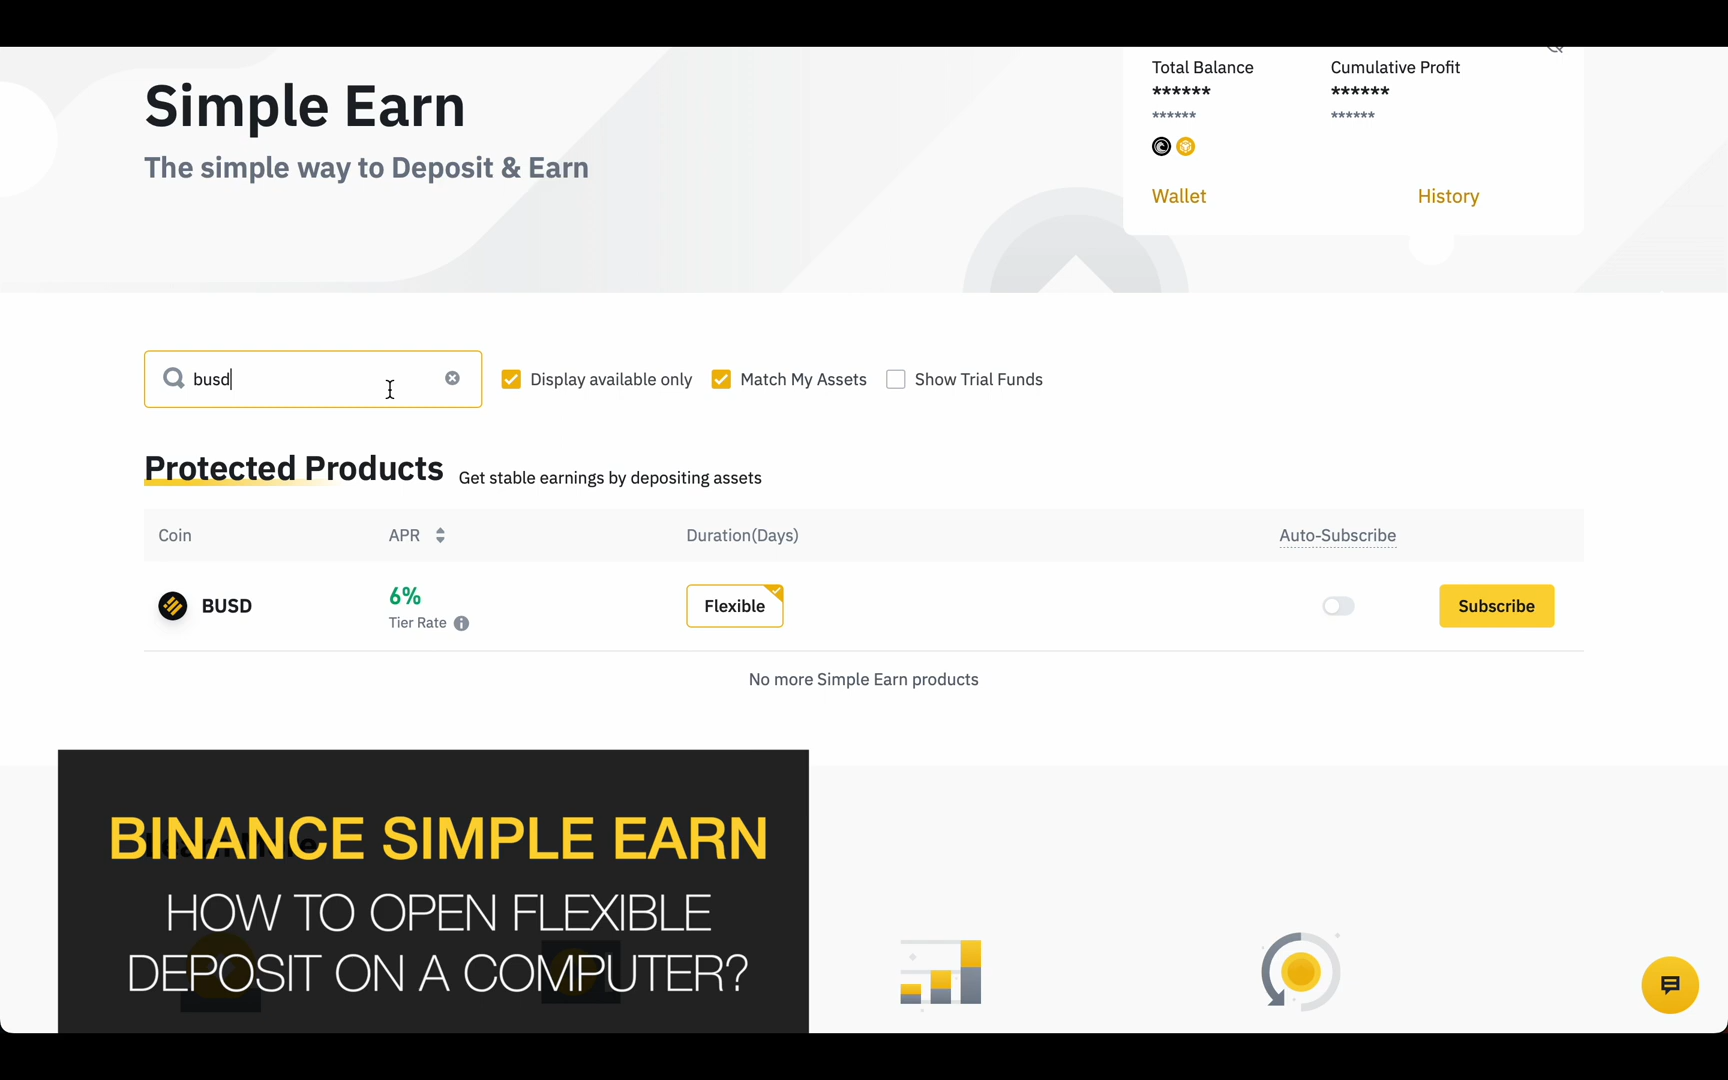 Simple Earn
The simple way to Deposit & Earn
Total Balance
Cumulative Profit
******
******
******
******
Wallet
History
busd
Display available only
Match My Assets
Show Trial Funds
Protected Products
Get stable earnings by depositing assets
Coin
APR
Duration(Days)
Auto-Subscribe
BUSD
6%
Tier Rate
Flexible
Subscribe
No more Simple Earn products
BINANCE SIMPLE EARN
HOW TO OPEN FLEXIBLE
DEPOSIT ON A COMPUTER?